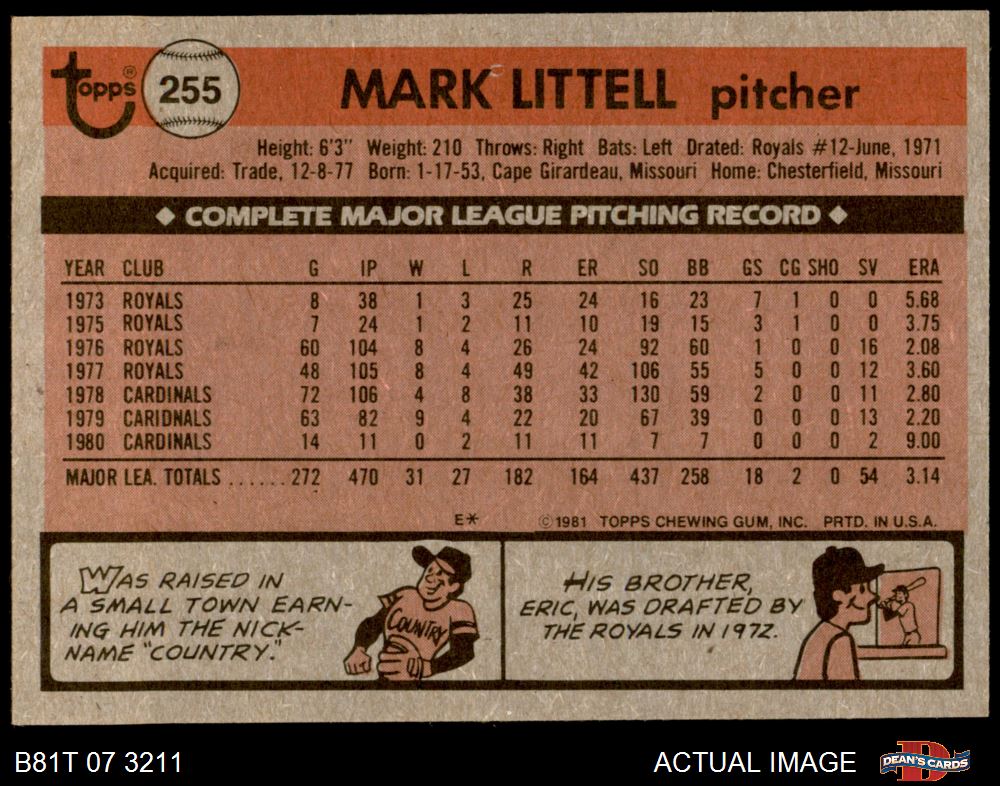 topps® 255 MARK LITTELL pitcher
Height: 6'3" Weight: 210 Throws: Right Bats: Left Drated: Royals #12-June, 1971
Acquired: Trade, 12-8-77 Born: 1-17-53, Cape Girardeau, Missouri Home: Chesterfield, Missouri
◆ COMPLETE MAJOR LEAGUE PITCHING RECORD ◆
YEAR CLUB G IP W L R ER SO BB GS CG SHO SV ERA
1973 ROYALS 8 38 1 3 25 24 16 23 7 1 0 0 5.68
1975 ROYALS 7 24 1 2 11 10 19 15 3 1 0 0 3.75
1976 ROYALS 60 104 8 4 26 24 92 60 1 0 0 16 2.08
1977 ROYALS 48 105 8 4 49 42 106 55 5 0 0 12 3.60
1978 CARDINALS 72 106 4 8 38 33 130 59 2 0 0 11 2.80
1979 CARIDNALS 63 82 9 4 22 20 67 39 0 0 0 13 2.20
1980 CARDINALS 14 11 0 2 11 11 7 7 0 0 0 2 9.00
MAJOR LEA. TOTALS ...... 272 470 31 27 182 164 437 258 18 2 0 54 3.14
E* ©1981 TOPPS CHEWING GUM, INC. PRTD. IN U.S.A.
WAS RAISED IN
A SMALL TOWN EARN-
ING HIM THE NICK-
NAME "COUNTRY."
COUNTRY
HIS BROTHER,
ERIC, WAS DRAFTED BY
THE ROYALS IN 1972.
B81T 07 3211 ACTUAL IMAGE D DEAN'S CARDS